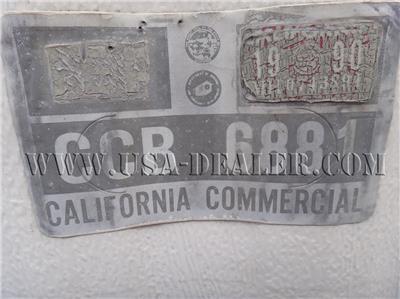 19 90
CCB 6881
WWW.USA-DEALER.COM
CALIFORNIA COMMERCIAL